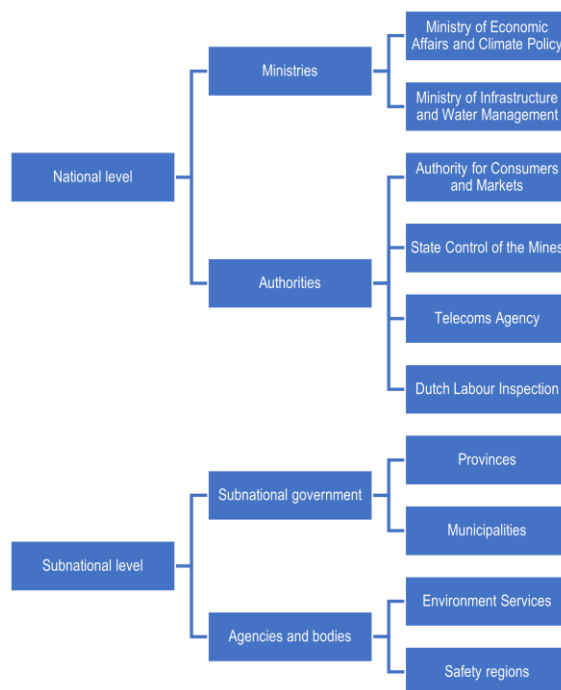 Ministry of Economic
Affairs and Climate Policy
Ministries
Ministry of Infrastructure
and Water Management
National level
Authority for Consumers
and Markets
State Control of the Mines
Authorities
Telecoms Agency
Dutch Labour Inspection
Provinces
Subnational government
Municipalities
Subnational level
Environment Services
Agencies and bodies
Safety regions